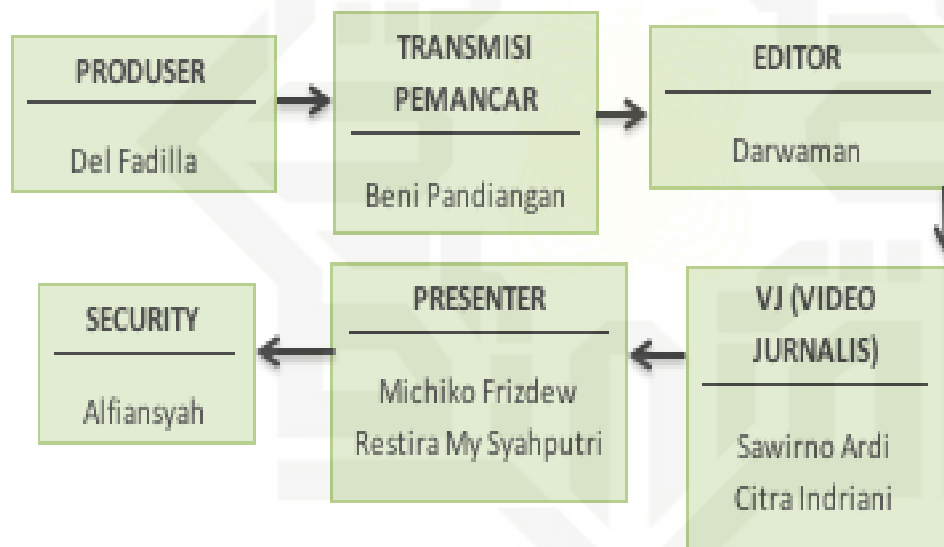 PRODUSER
Del Fadilla
TRANSMISI
PEMANCAR
Beni Pandiangan
EDITOR
Darwaman
VJ (VIDEO
JURNALIS)
Sawirno Ardi
Citra Indriani
PRESENTER
Michiko Frizdew
Restira My Syahputri
SECURITY
Alfiansyah